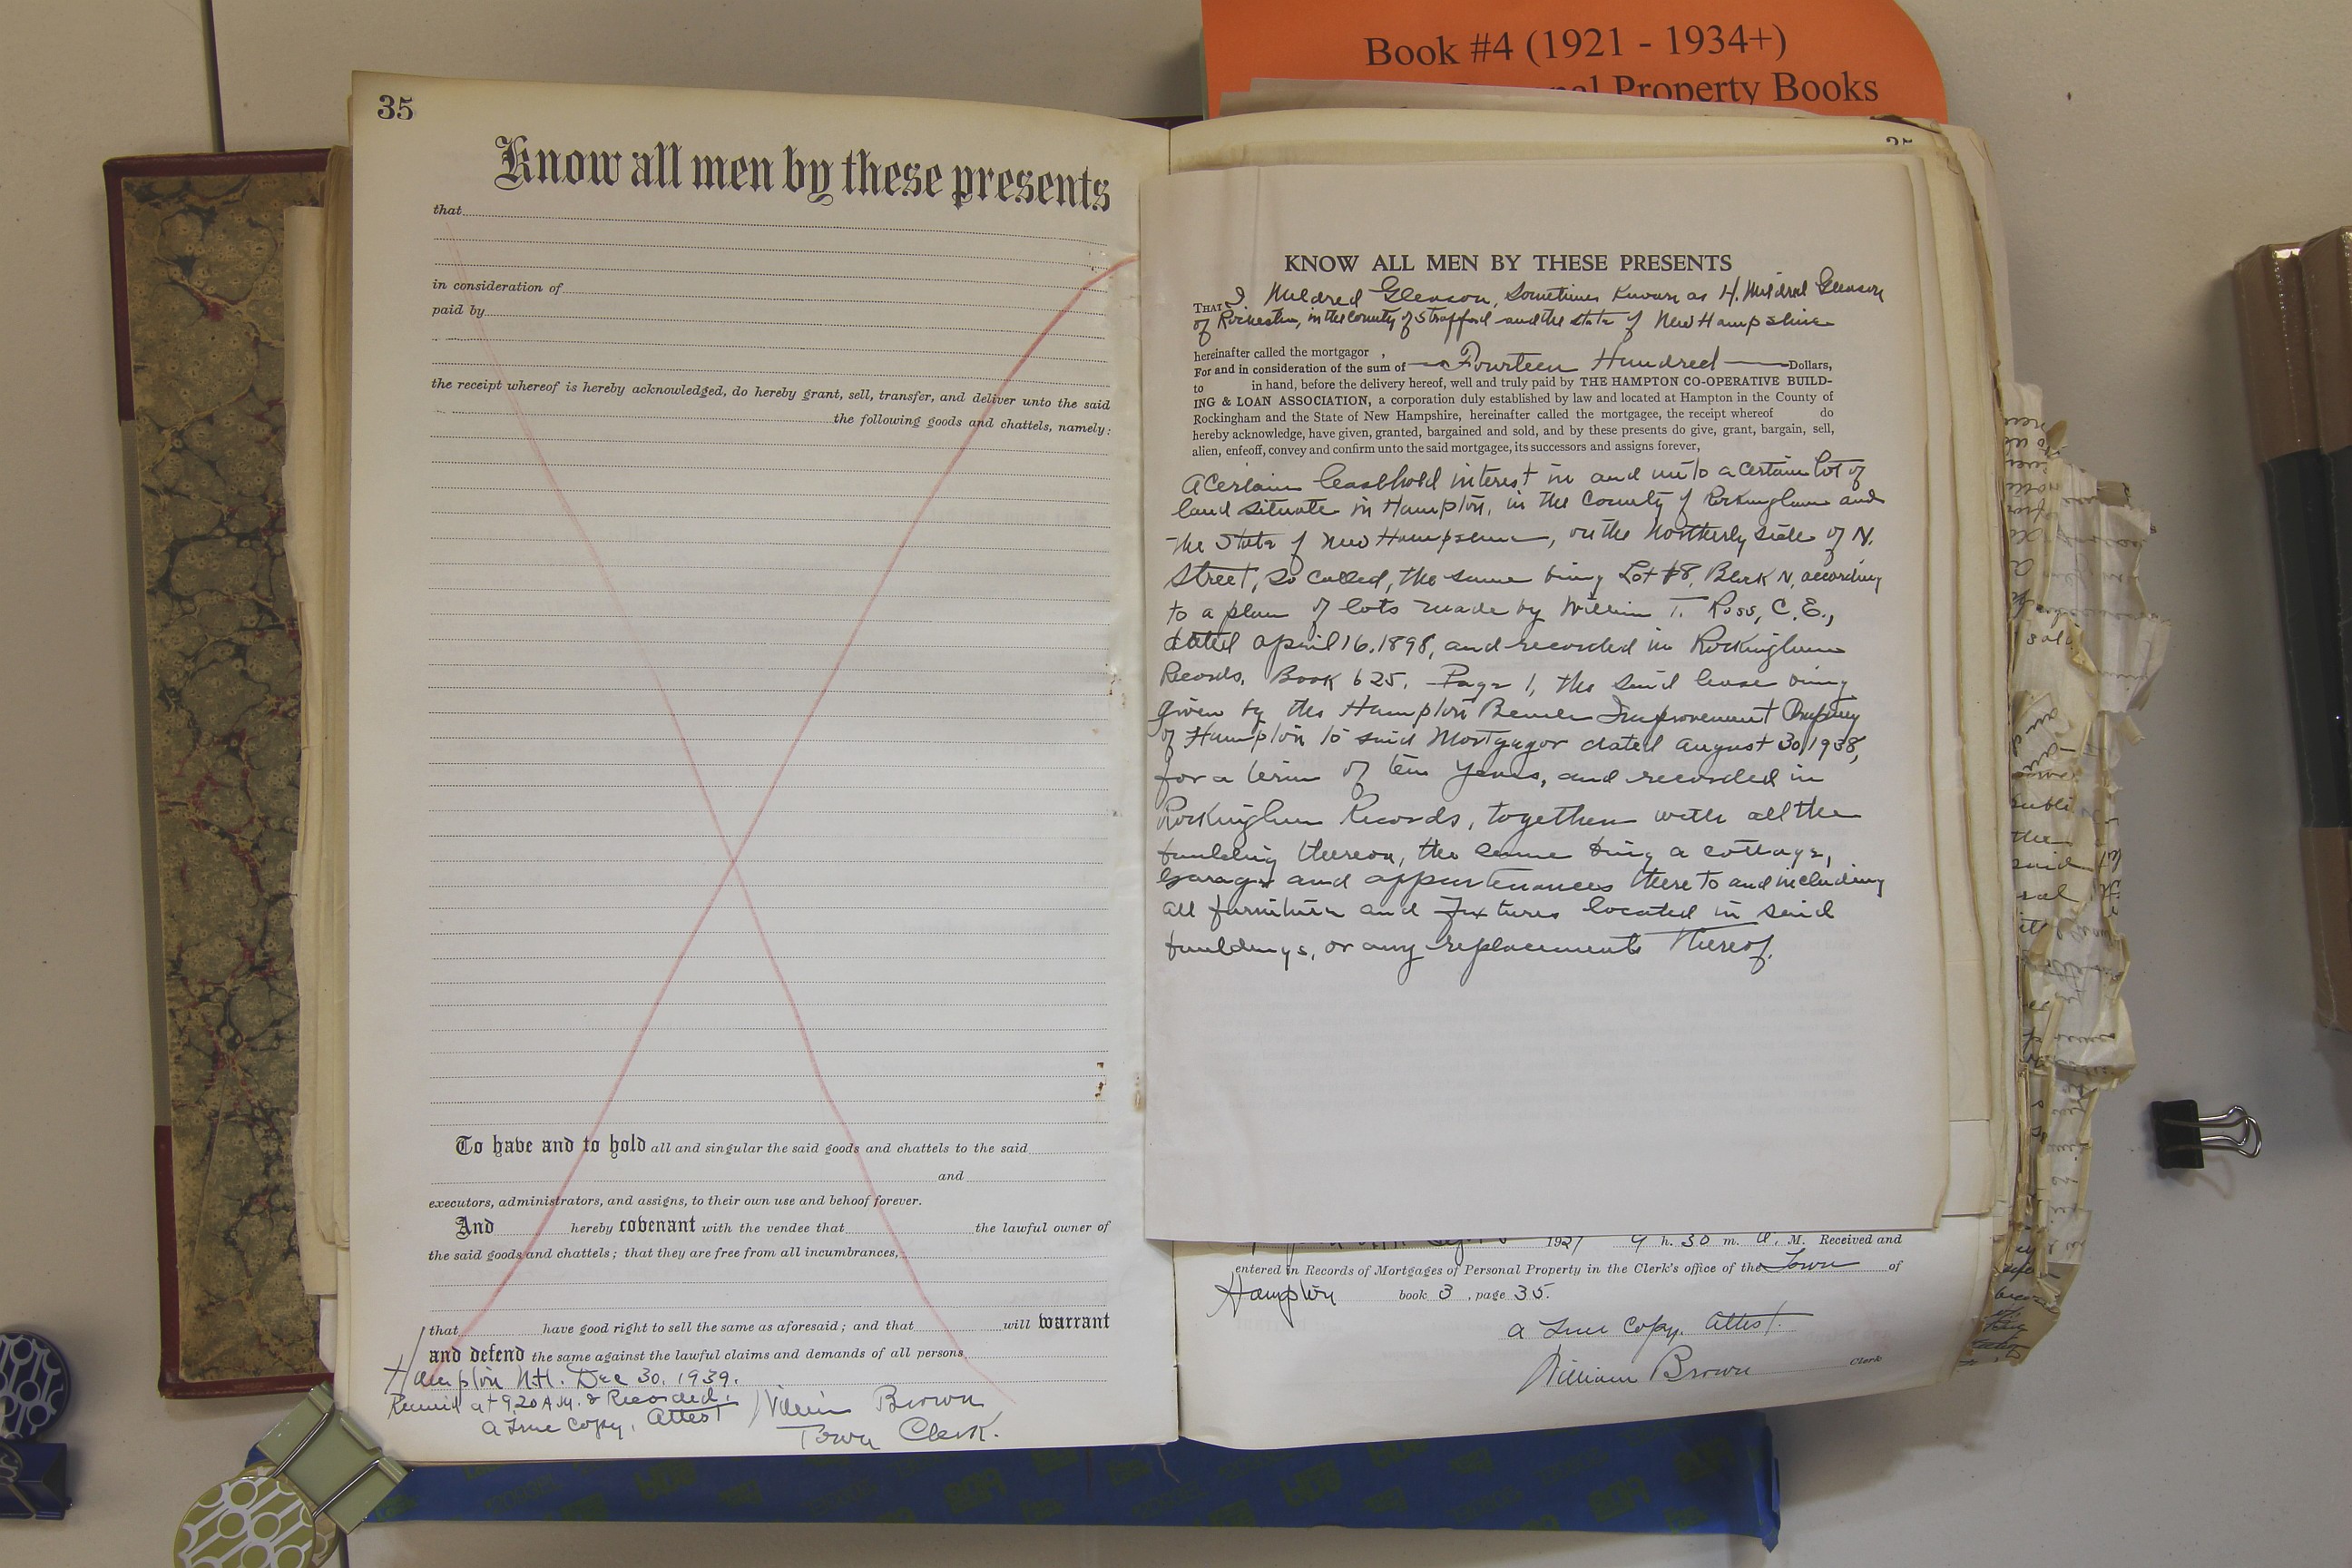 Book #4 (1921 - 1934+)
Property Books
35
Know all men by these presents
that
in consideration of
paid by
the receipt whereof is hereby acknowledged, do hereby grant, sell, transfer, and deliver unto the said
the following goods and chattels, namely:
To have and to hold all and singular the said goods and chattels to the said
and
executors, administrators, and assigns, to their own use and behoof forever.
And hereby covenant with the vendee that the lawful owner of
the said goods and chattels; that they are free from all incumbrances,
that have good right to sell the same as aforesaid; and that will warrant
and defend the same against the lawful claims and demands of all persons
Hampton N.H. Dec 30, 1939.
Received at 9.20 A.M. & Recorded.
a True Copy, Attest William Brown
Town Clerk.
KNOW ALL MEN BY THESE PRESENTS
THAT I, Mildred Gleason, sometimes known as H. Mildred Gleason
of Rochester, in the County of Strafford and the State of New Hampshire
hereinafter called the mortgagor ,
For and in consideration of the sum of Fourteen Hundred Dollars,
to in hand, before the delivery hereof, well and truly paid by THE HAMPTON CO-OPERATIVE BUILD-
ING & LOAN ASSOCIATION, a corporation duly established by law and located at Hampton in the County of
Rockingham and the State of New Hampshire, hereinafter called the mortgagee, the receipt whereof do
hereby acknowledge, have given, granted, bargained and sold, and by these presents do give, grant, bargain, sell,
alien, enfeoff, convey and confirm unto the said mortgagee, its successors and assigns forever,
A Certain leasehold interest in and unto a certain lot of
land situate in Hampton, in the County of Rockingham and
the State of New Hampshire, on the Northerly side of N.
Street, so called, the same being Lot #8, Block N, according
to a plan of lots made by William T. Ross, C.E.,
dated April 16, 1898, and recorded in Rockingham
Records, Book 625, Page 1, the said lease being
given by the Hampton Beach Improvement Company
of Hampton to said Mortgagor dated August 30, 1938,
for a term of ten years, and recorded in
Rockingham Records, together with all the
building thereon, the same being a cottage,
Garage and appurtenances thereto and including
all furniture and fixtures located in said
buildings, or any replacements thereof.
1921 9 h. 30 m. A. M. Received and
entered in Records of Mortgages of Personal Property in the Clerk's office of the Town of
Hampton book 3 , page 35.
a True Copy, Attest.
William Brown Clerk